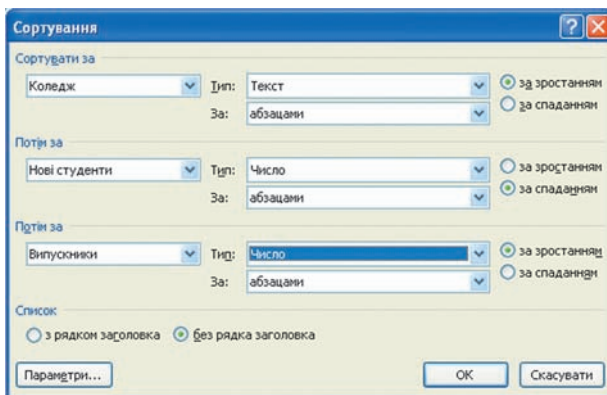 Сортування
Сортувати за
Коледж Тип: Текст за зростанням
За: абзацами за спаданням
Потім за
Нові студенти Тип: Число за зростанням
За: абзацами за спаданням
Потім за
Випускники Тип: Число за зростанням
За: абзацами за спаданням
Список
з рядком заголовка без рядка заголовка
Параметри... ОК Скасувати